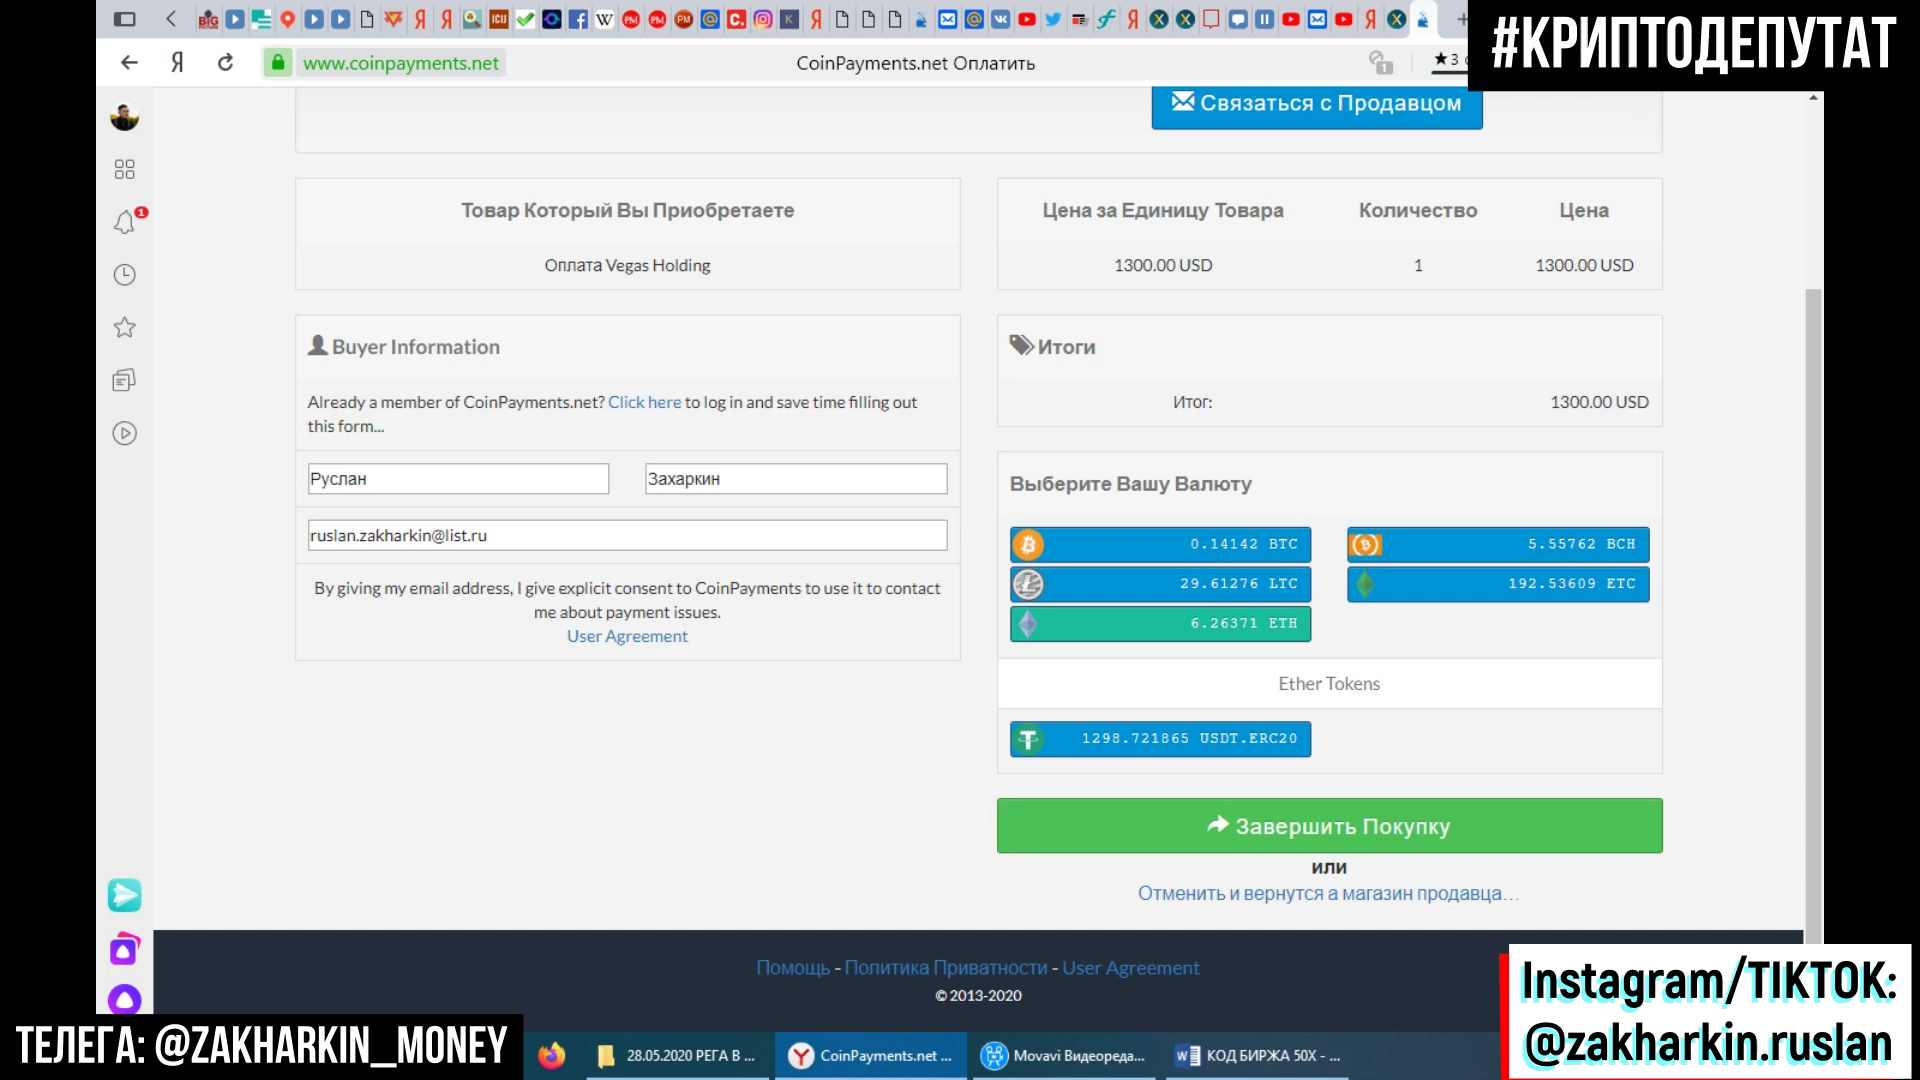 #КРИПТОДЕПУТАТ
www.coinpayments.net
CoinPayments.net Оплатить
★3
1
Связаться с Продавцом
Товар Который Вы Приобретаете
Оплата Vegas Holding
Цена за Единицу Товара
Количество
Цена
1300.00 USD
1
1300.00 USD
Buyer Information
Already a member of CoinPayments.net? Click here to log in and save time filling out
this form...
Руслан
Захаркин
ruslan.zakharkin@list.ru
By giving my email address, I give explicit consent to CoinPayments to use it to contact
me about payment issues.
User Agreement
Итоги
Итог:
1300.00 USD
Выберите Вашу Валюту
0.14142 BTC
5.55762 BCH
29.61276 LTC
192.53609 ETC
6.26371 ETH
Ether Tokens
1298.721865 USDT.ERC20
Завершить Покупку
или
Отменить и вернутся а магазин продавца…
Помощь - Политика Приватности - User Agreement
© 2013-2020
ТЕЛЕГА: @ZAKHARKIN_MONEY
28.05.2020 РЕГА В ...
CoinPayments.net ...
Movavi Видеореда...
КОД БИРЖА 50X - ...
Instagram/TIKTOK:
@zakharkin.ruslan